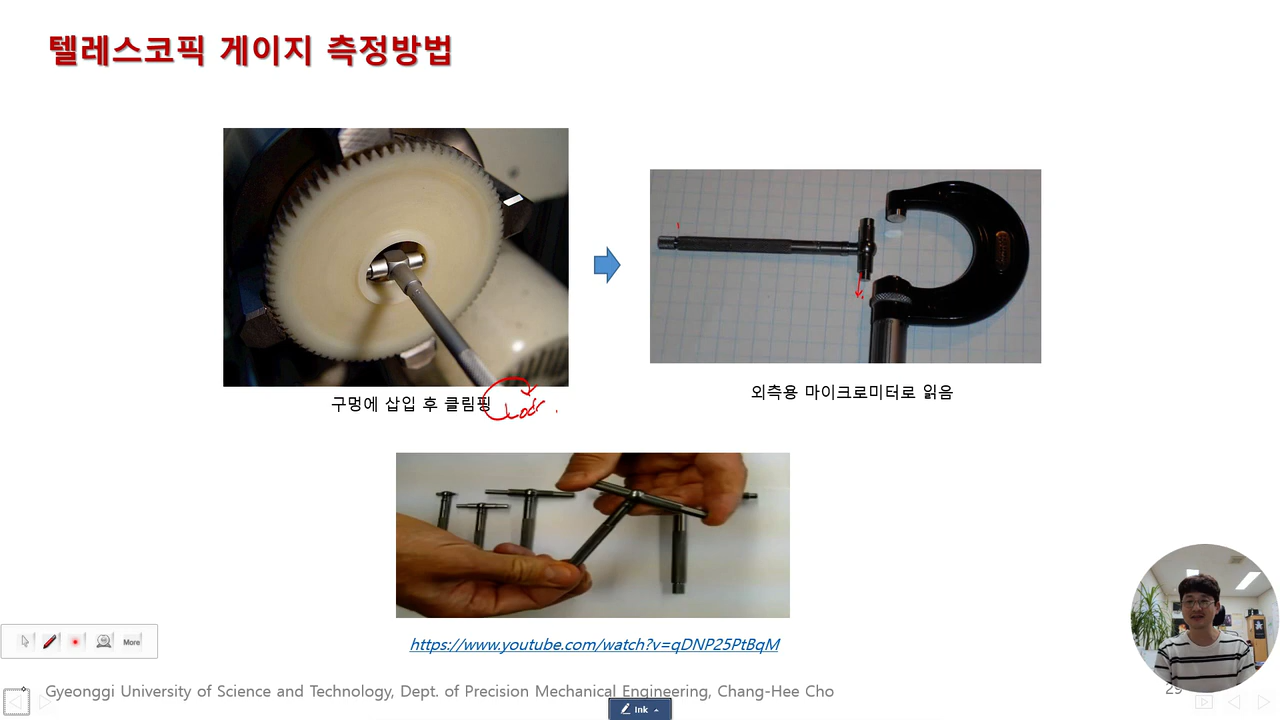 텔레스코픽 게이지 측정방법
구멍에 삽입 후 클림핑
외측용 마이크로미터로 읽음
https://www.youtube.com/watch?v=qDNP25PtBqM
More
Gyeonggi University of Science and Technology, Dept. of Precision Mechanical Engineering, Chang-Hee Cho
29
Ink